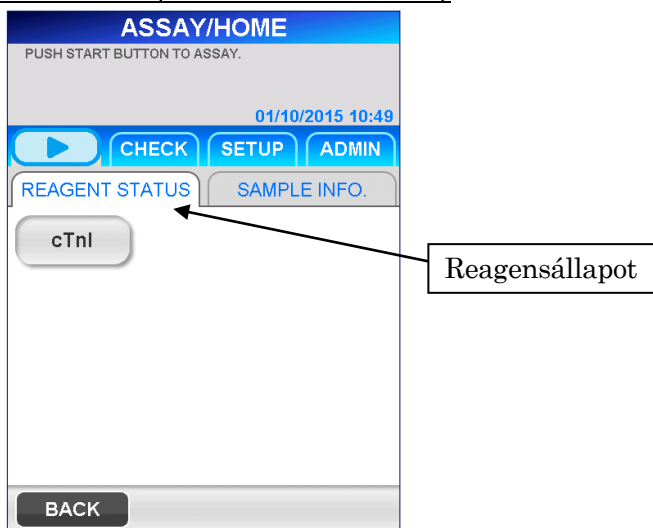 ASSAY/HOME
PUSH START BUTTON TO ASSAY.
01/10/2015 10:49
CHECK SETUP ADMIN
REAGENT STATUS SAMPLE INFO.
cTnI
Reagensállapot
BACK